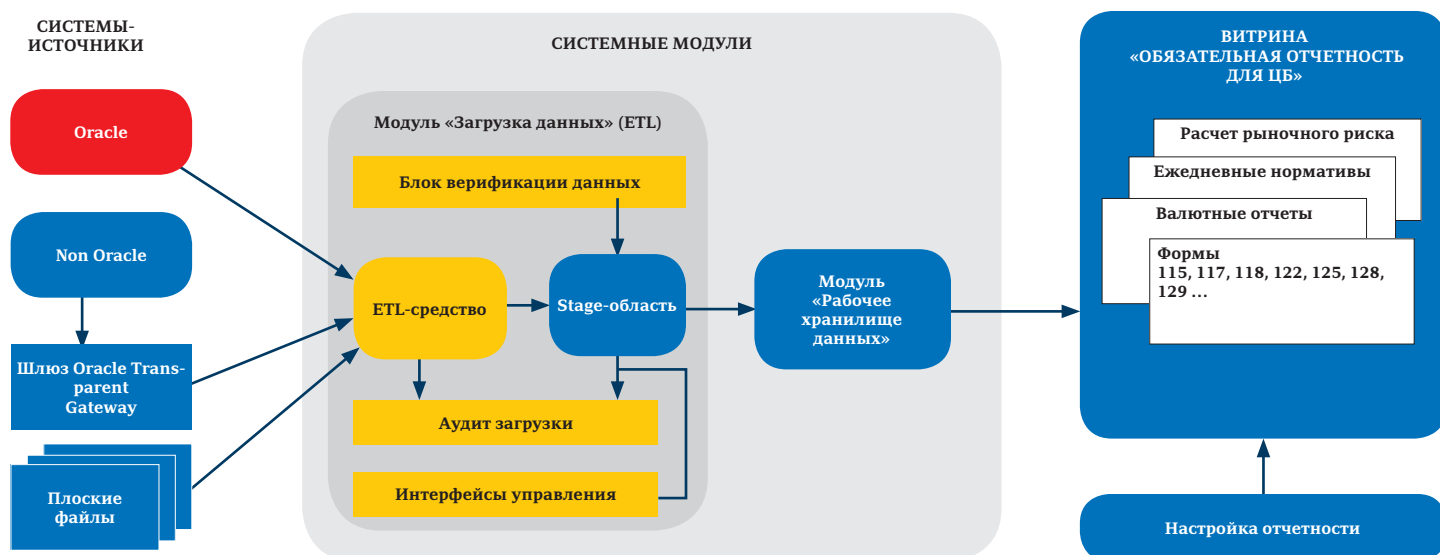 СИСТЕМЫ-
ИСТОЧНИКИ
Oracle
Non Oracle
Шлюз Oracle Trans-
parent
Gateway
Плоские
файлы
СИСТЕМНЫЕ МОДУЛИ
Модуль «Загрузка данных» (ETL)
Блок верификации данных
ETL-средство
Stage-область
Аудит загрузки
Интерфейсы управления
Модуль
«Рабочее
хранилище
данных»
ВИТРИНА
«ОБЯЗАТЕЛЬНАЯ ОТЧЕТНОСТЬ
ДЛЯ ЦБ»
Расчет рыночного риска
Ежедневные нормативы
Валютные отчеты
Формы
115, 117, 118, 122, 125, 128,
129 ...
Настройка отчетности